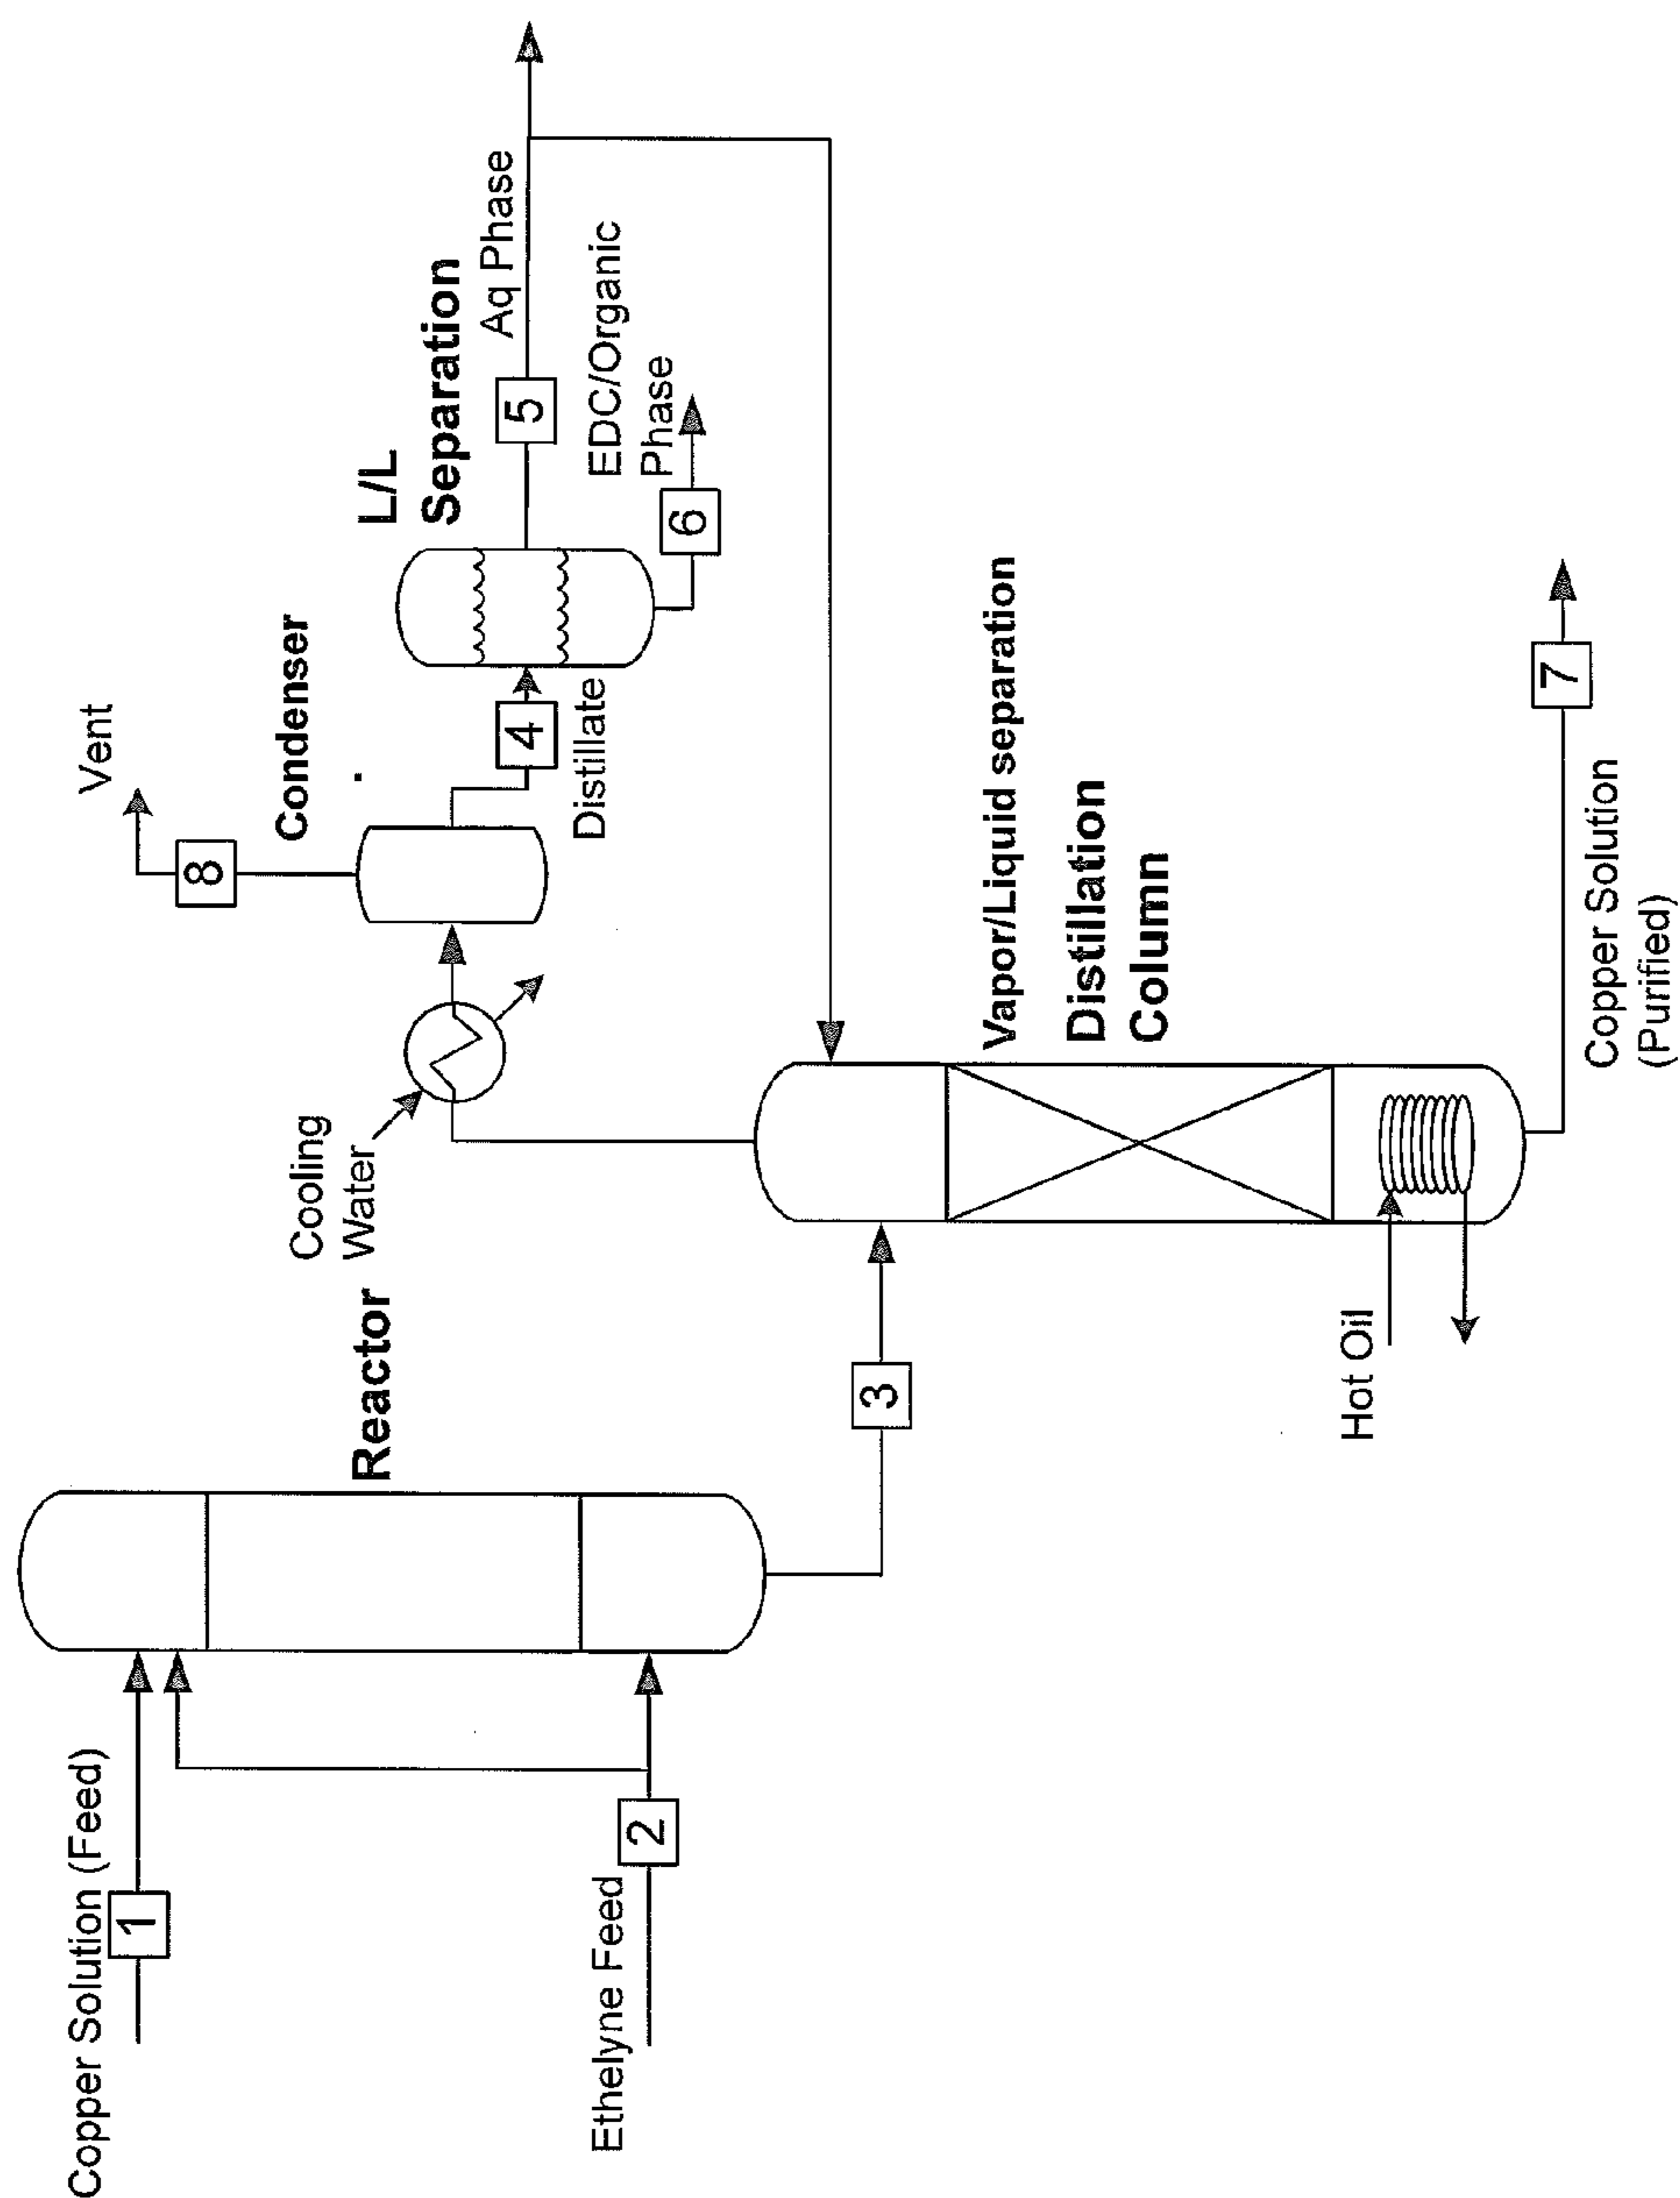 Copper Solution (Feed)
1
Ethelyne Feed
2
Reactor
3
Cooling
Water
Vent
8
Condenser
4
Distillate
L/L
Separation
5
Aq Phase
EDC/Organic
Phase
6
Vapor/Liquid separation
Distillation
Column
Hot Oil
7
Copper Solution
(Purified)